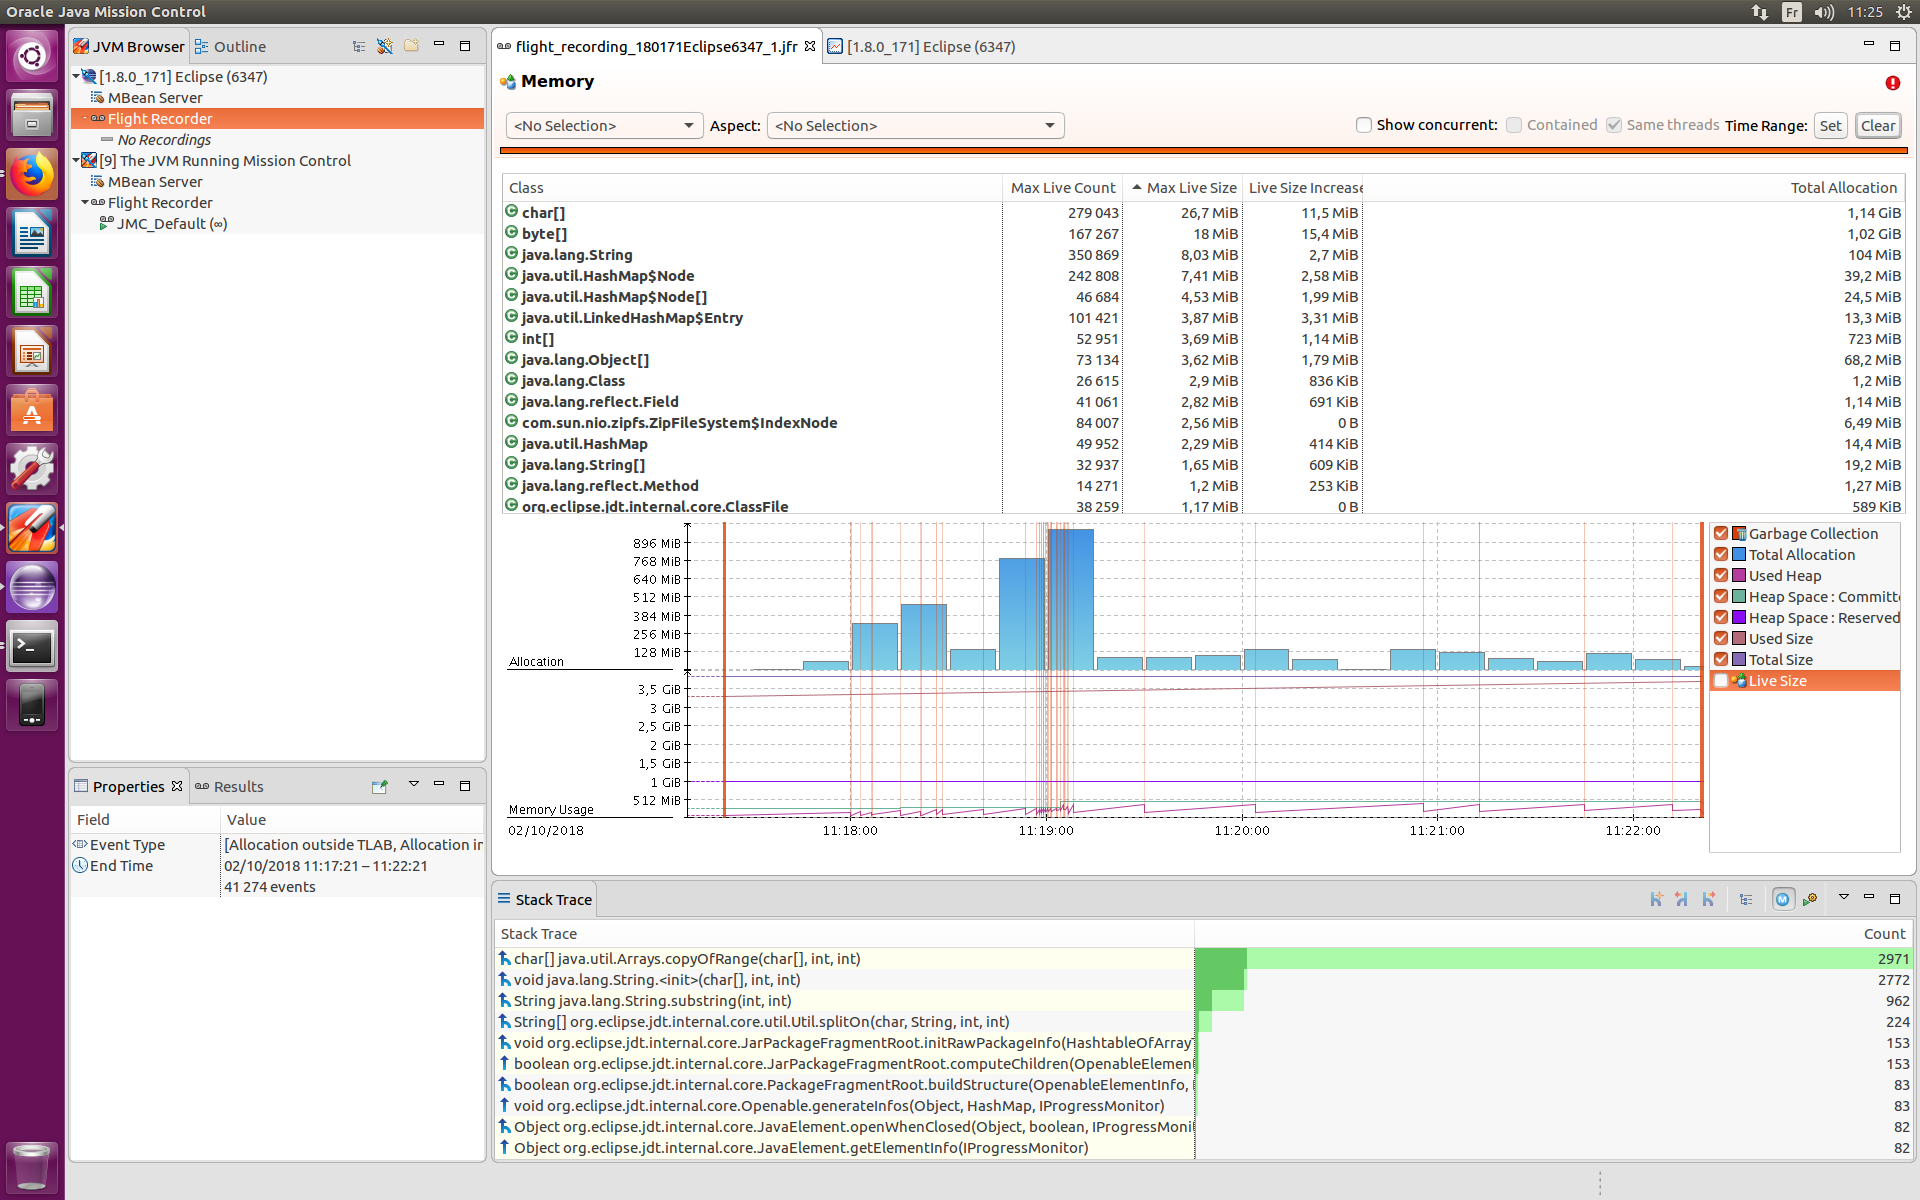 Oracle Java Mission Control
Fr
11:25
JVM Browser
Outline
[1.8.0_171] Eclipse (6347)
MBean Server
Flight Recorder
No Recordings
[9] The JVM Running Mission Control
MBean Server
Flight Recorder
JMC_Default (∞)
flight_recording_180171Eclipse6347_1.jfr
[1.8.0_171] Eclipse (6347)
Memory
<No Selection>
Aspect:
<No Selection>
Show concurrent:
Contained
Same threads
Time Range:
Set
Clear
Class Max Live Count Max Live Size Live Size Increase Total Allocation
char[] 279 043 26,7 MiB 11,5 MiB 1,14 GiB
byte[] 167 267 18 MiB 15,4 MiB 1,02 GiB
java.lang.String 350 869 8,03 MiB 2,7 MiB 104 MiB
java.util.HashMap$Node 242 808 7,41 MiB 2,58 MiB 39,2 MiB
java.util.HashMap$Node[] 46 684 4,53 MiB 1,99 MiB 24,5 MiB
java.util.LinkedHashMap$Entry 101 421 3,87 MiB 3,31 MiB 13,3 MiB
int[] 52 951 3,69 MiB 1,14 MiB 723 MiB
java.lang.Object[] 73 134 3,62 MiB 1,79 MiB 68,2 MiB
java.lang.Class 26 615 2,9 MiB 836 KiB 1,2 MiB
java.lang.reflect.Field 41 061 2,82 MiB 691 KiB 1,14 MiB
com.sun.nio.zipfs.ZipFileSystem$IndexNode 84 007 2,56 MiB 0 B 6,49 MiB
java.util.HashMap 49 952 2,29 MiB 414 KiB 14,4 MiB
java.lang.String[] 32 937 1,65 MiB 609 KiB 19,2 MiB
java.lang.reflect.Method 14 271 1,2 MiB 253 KiB 1,27 MiB
org.eclipse.jdt.internal.core.ClassFile 38 259 1,17 MiB 0 B 589 KiB
896 MiB
768 MiB
640 MiB
512 MiB
384 MiB
256 MiB
128 MiB
Allocation
3,5 GiB
3 GiB
2,5 GiB
2 GiB
1,5 GiB
1 GiB
512 MiB
Memory Usage
02/10/2018 11:18:00 11:19:00 11:20:00 11:21:00 11:22:00
Garbage Collection
Total Allocation
Used Heap
Heap Space : Committ
Heap Space : Reserved
Used Size
Total Size
Live Size
Properties
Results
Field Value
Event Type [Allocation outside TLAB, Allocation in
End Time 02/10/2018 11:17:21 – 11:22:21
41 274 events
Stack Trace
Stack Trace Count
char[] java.util.Arrays.copyOfRange(char[], int, int) 2971
void java.lang.String.<init>(char[], int, int) 2772
String java.lang.String.substring(int, int) 962
String[] org.eclipse.jdt.internal.core.util.Util.splitOn(char, String, int, int) 224
void org.eclipse.jdt.internal.core.JarPackageFragmentRoot.initRawPackageInfo(HashtableOfArray 153
boolean org.eclipse.jdt.internal.core.JarPackageFragmentRoot.computeChildren(OpenableElemen 153
boolean org.eclipse.jdt.internal.core.PackageFragmentRoot.buildStructure(OpenableElementInfo, 83
void org.eclipse.jdt.internal.core.Openable.generateInfos(Object, HashMap, IProgressMonitor) 83
Object org.eclipse.jdt.internal.core.JavaElement.openWhenClosed(Object, boolean, IProgressMoni 82
Object org.eclipse.jdt.internal.core.JavaElement.getElementInfo(IProgressMonitor) 82